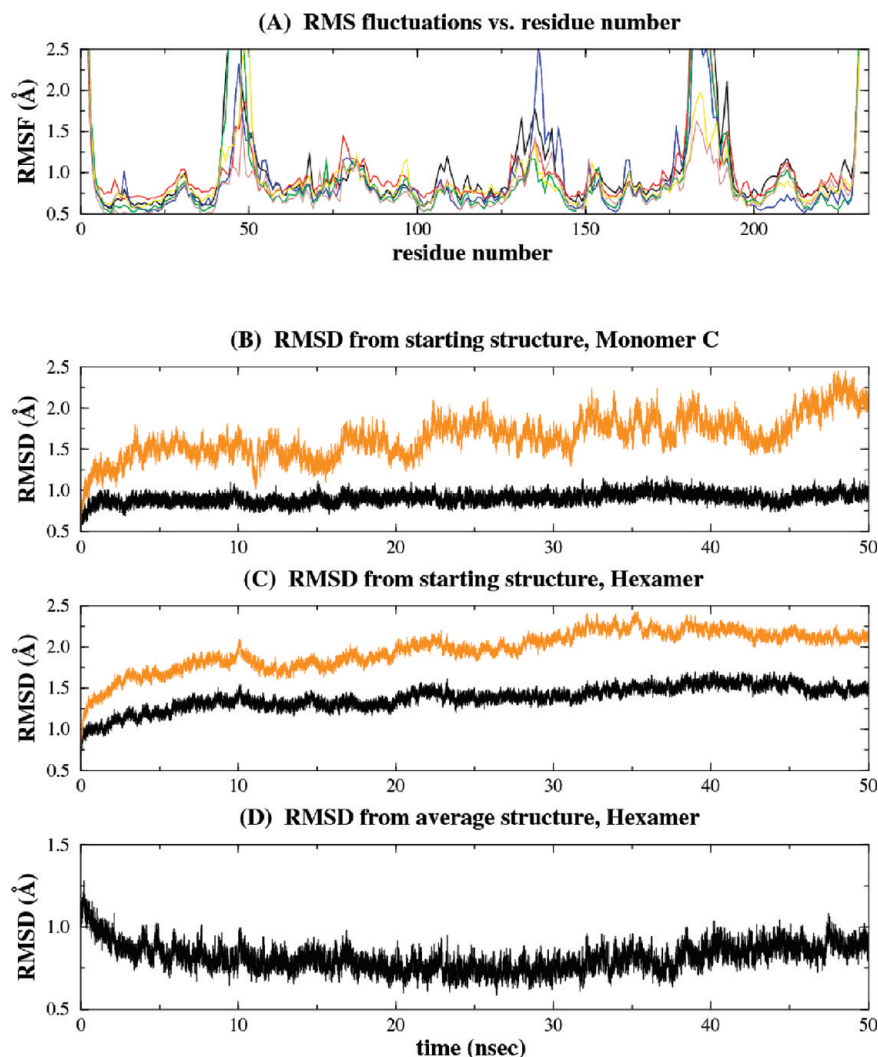 (A) RMS fluctuations vs. residue number
RMSF (Å)
2.5
2.0
1.5
1.0
0.5
0 50 100 150 200
residue number
(B) RMSD from starting structure, Monomer C
RMSD (Å)
2.5
2.0
1.5
1.0
0.5
0 10 20 30 40 50
(C) RMSD from starting structure, Hexamer
RMSD (Å)
2.5
2.0
1.5
1.0
0.5
0 10 20 30 40 50
(D) RMSD from average structure, Hexamer
RMSD (Å)
1.5
1.0
0.5
0 10 20 30 40 50
time (nsec)